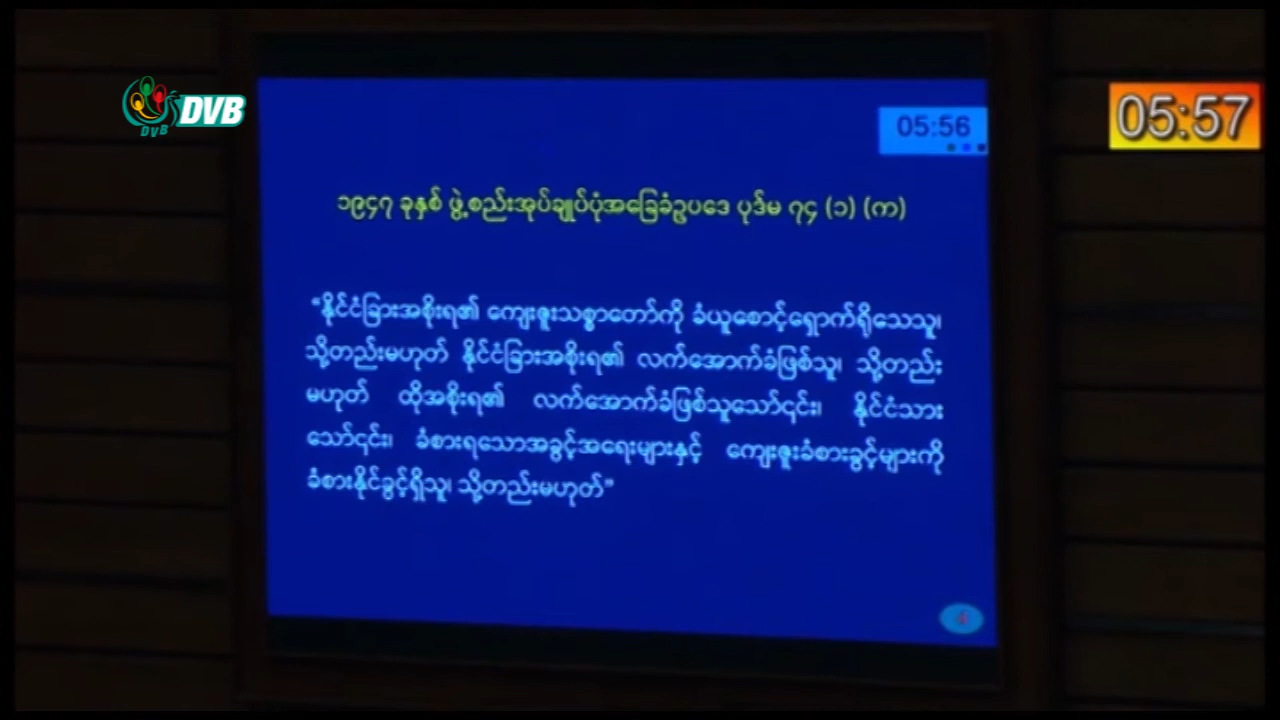 DVB
DVB
05:56
05:57
၁၉၄၇ ခုနှစ် ဖွဲ့စည်းအုပ်ချုပ်ပုံအခြေခံဥပဒေ ပုဒ်မ ၇၄ (၁) (က)
“နိုင်ငံခြားအစိုးရ၏ ကျေးဇူးသစ္စာတော်ကို ခံယူစောင့်ရှောက်ရိုသေသူ၊
သို့တည်းမဟုတ် နိုင်ငံခြားအစိုးရ၏ လက်အောက်ခံဖြစ်သူ၊ သို့တည်း
မဟုတ် ထိုအစိုးရ၏ လက်အောက်ခံဖြစ်သူသော်၎င်း၊ နိုင်ငံသား
သော်၎င်း၊ ခံစားရသောအခွင့်အရေးများနှင့် ကျေးဇူးခံစားခွင့်များကို
ခံစားနိုင်ခွင့်ရှိသူ၊ သို့တည်းမဟုတ်”
4